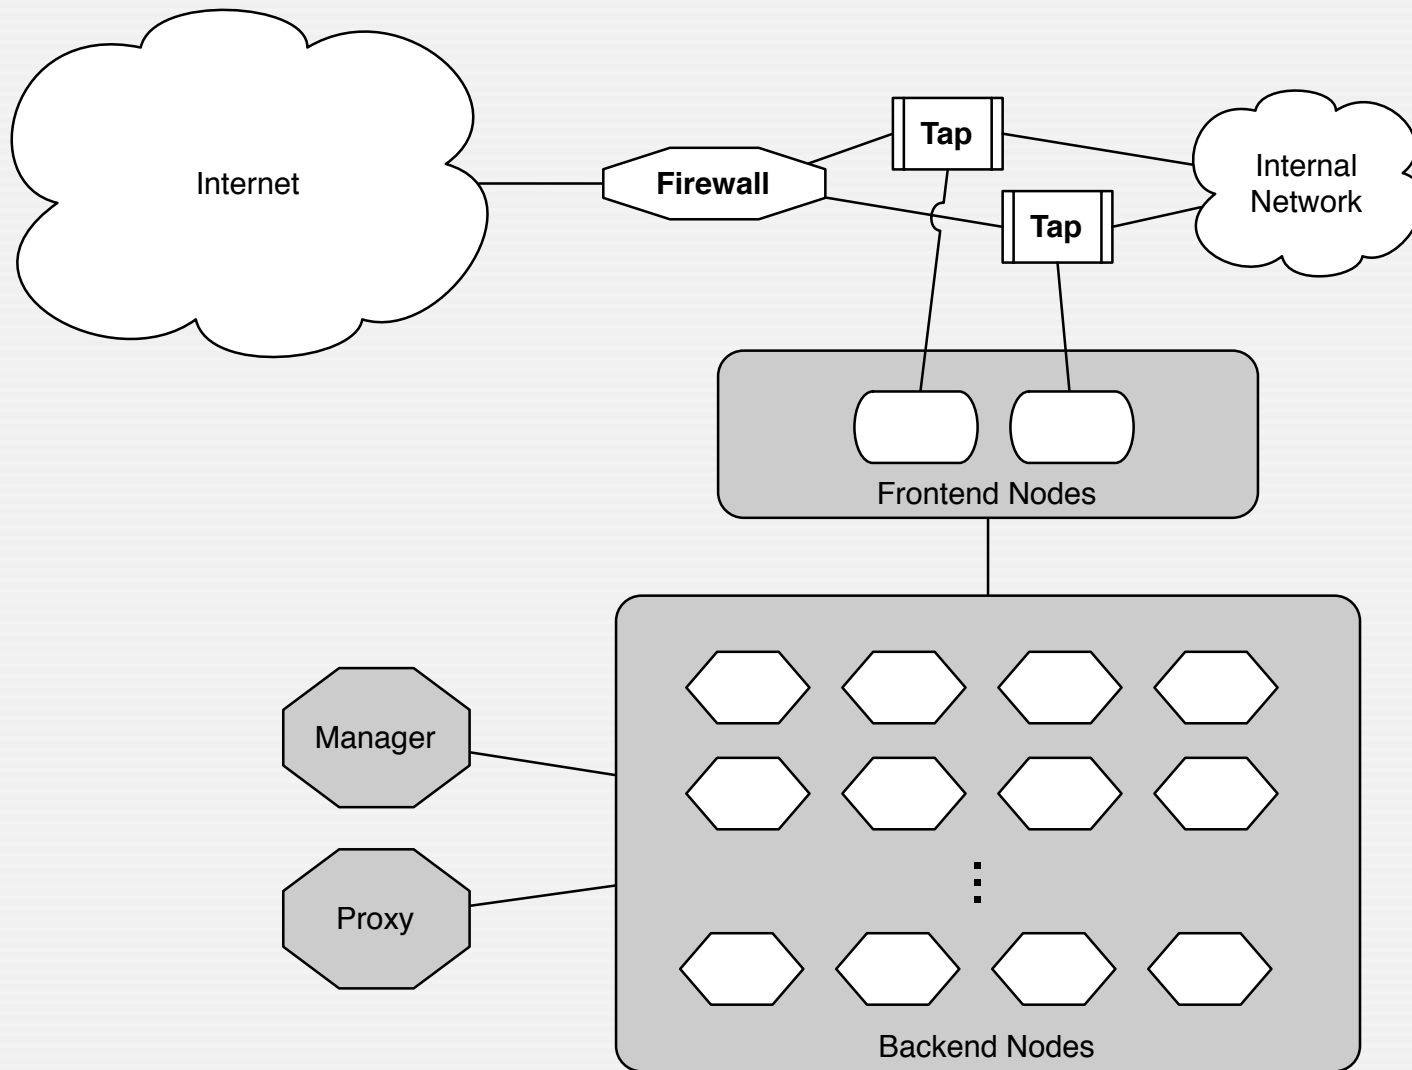 Internet
Firewall
Tap
Tap
Internal
Network
Frontend Nodes
Manager
Proxy
Backend Nodes